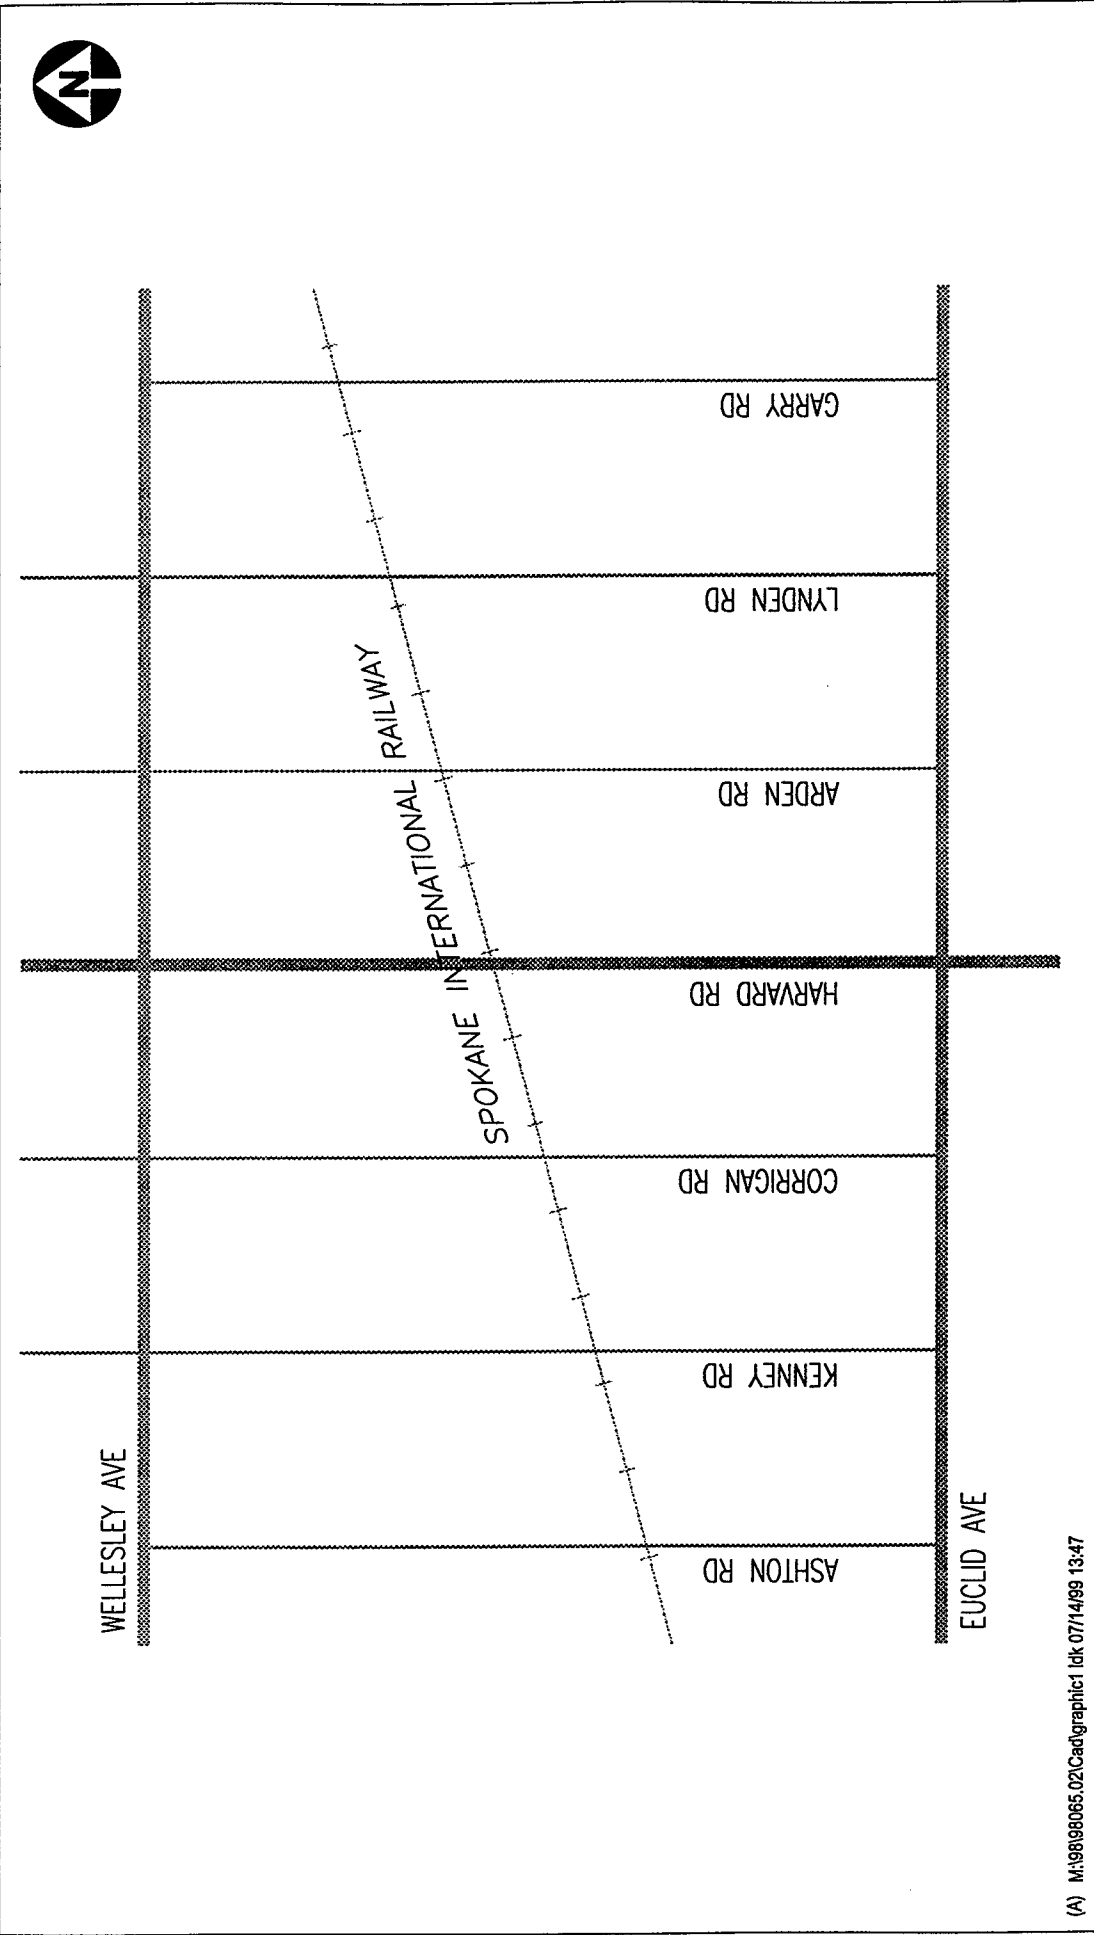 N
WELLESLEY AVE
SPOKANE INTERNATIONAL RAILWAY
ASHTON RD
KENNEY RD
CORRIGAN RD
HARVARD RD
ARDEN RD
LYNDEN RD
GARRY RD
EUCLID AVE
(A) M:\98\98065.02\Cad\graphic1 ldk 07/14/99 13:47